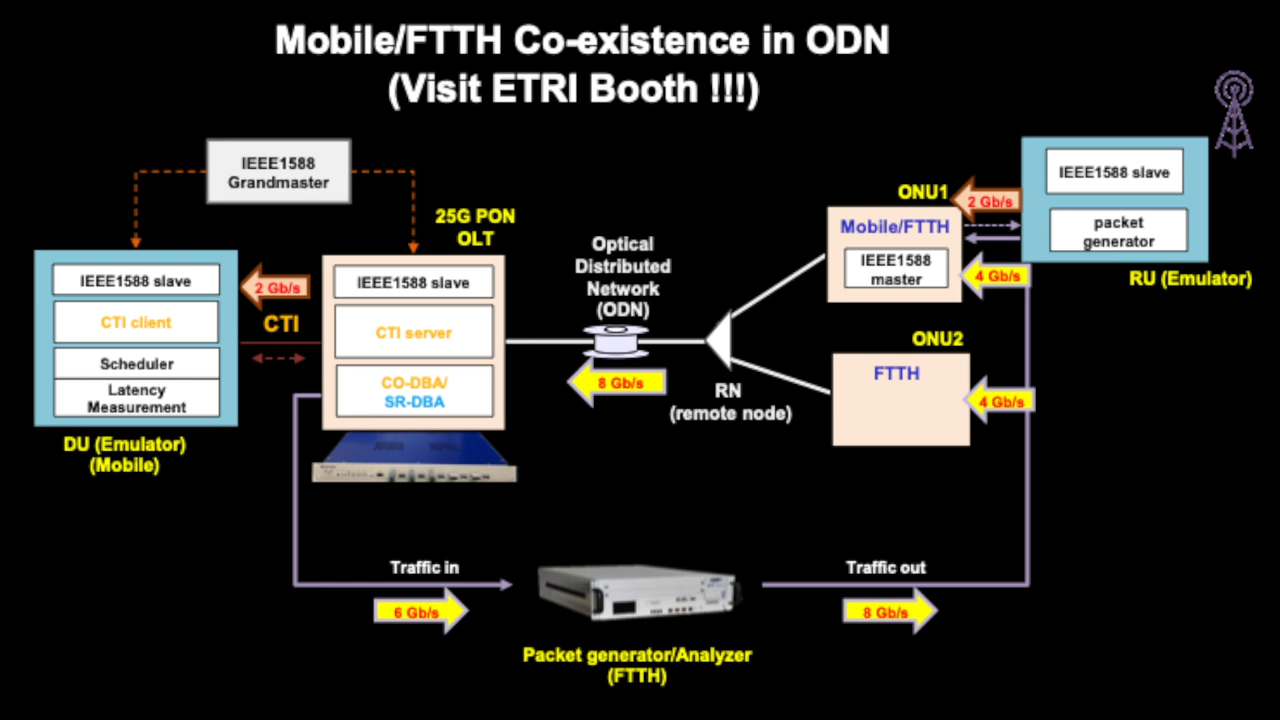 Mobile/FTTH Co-existence in ODN
(Visit ETRI Booth !!!)
IEEE1588
Grandmaster
25G PON
OLT
IEEE1588 slave
CTI client
Scheduler
Latency
Measurement
DU (Emulator)
(Mobile)
2 Gb/s
CTI
IEEE1588 slave
CTI server
CO-DBA/
SR-DBA
Optical
Distributed
Network
(ODN)
8 Gb/s
RN
(remote node)
ONU1
Mobile/FTTH
IEEE1588
master
2 Gb/s
4 Gb/s
IEEE1588 slave
packet
generator
RU (Emulator)
ONU2
FTTH
4 Gb/s
Traffic in
6 Gb/s
Traffic out
8 Gb/s
Packet generator/Analyzer
(FTTH)